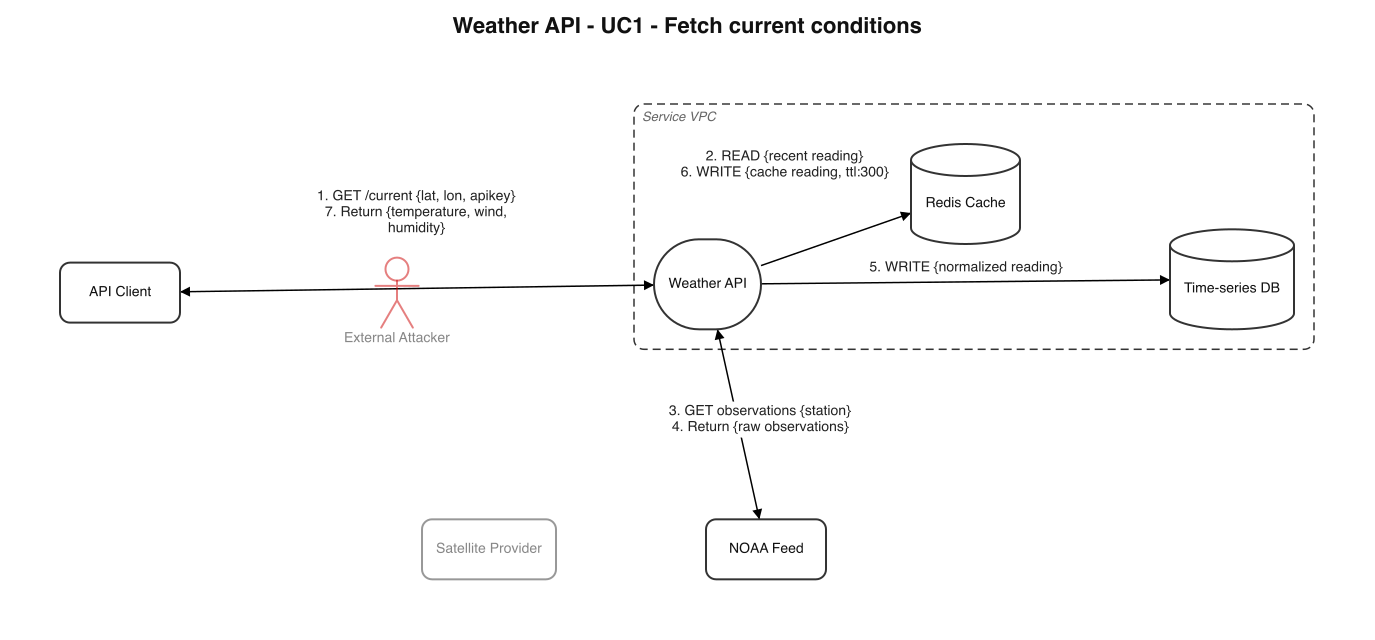 Weather API - UC1 - Fetch current conditions
Service VPC
2. READ {recent reading}
6. WRITE {cache reading, ttl:300}
Redis Cache
1. GET /current {lat, lon, apikey}
7. Return {temperature, wind,
humidity}
API Client
External Attacker
Weather API
5. WRITE {normalized reading}
Time-series DB
3. GET observations {station}
4. Return {raw observations}
Satellite Provider
NOAA Feed